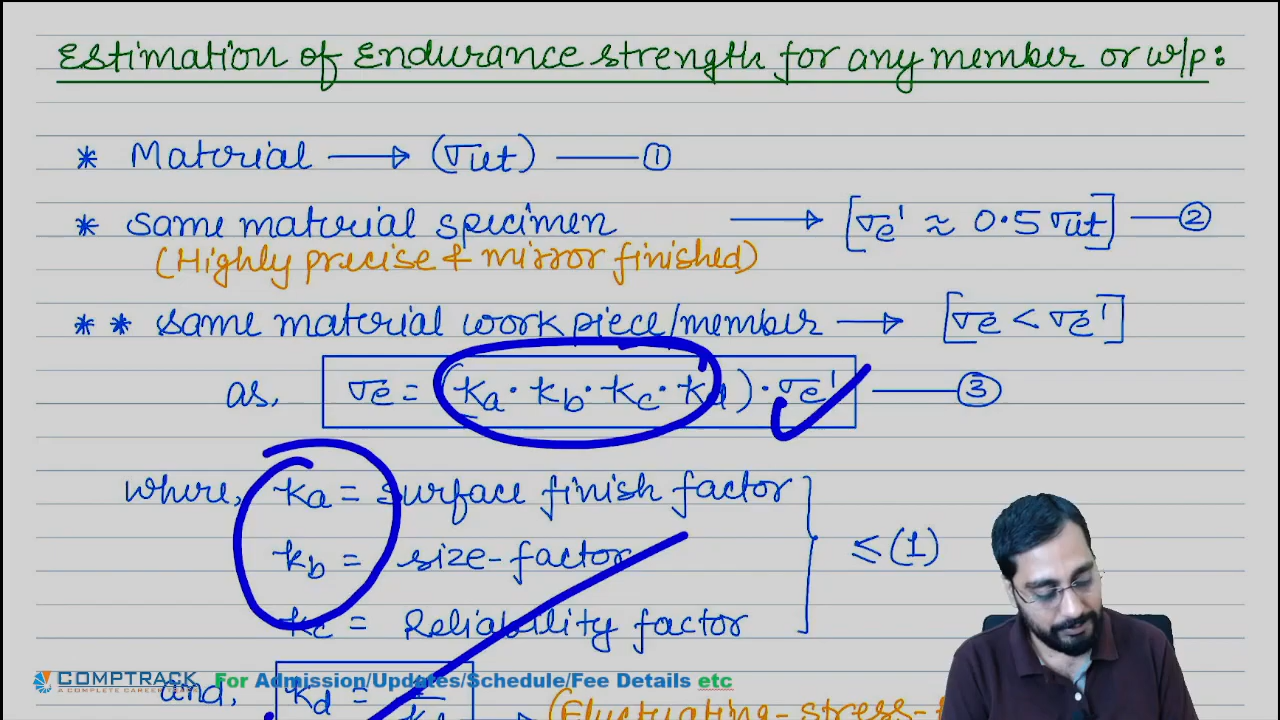 Estimation of Endurance strength for any member or w/p:
* Material → (σut) — ①
* same material specimen → [σe' ≈ 0.5 σut] — ②
(Highly precise & mirror finished)
* * same material work piece/member → [σe < σe']
as, σe = (Ka · Kb · Kc · Kd) · σe' — ③
where, Ka = surface finish factor
Kb = size-factor
Kc = Reliability factor
≤ (1)
COMPTRACK
A COMPLETE CAREER
For Admission/Updates/Schedule/Fee Details etc
and, Kd =
(Fluctuating-stress-